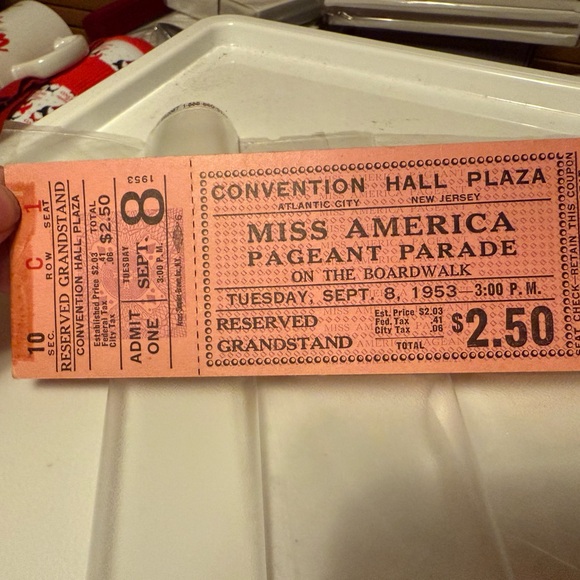 CONVENTION HALL PLAZA
ATLANTIC CITY NEW JERSEY
MISS AMERICA
PAGEANT PARADE
ON THE BOARDWALK
TUESDAY, SEPT. 8, 1953—3:00 P.M.
RESERVED
GRANDSTAND
Est. Price $2.03
Fed. Tax .41
City Tax .06
TOTAL
$2.50
10 C 1
SEC. ROW SEAT
RESERVED GRANDSTAND
CONVENTION HALL PLAZA
Established Price $2.03
Federal Tax .41
City Tax .06
TOTAL
$2.50
ADMIT
ONE
TUESDAY
SEPT
3:00 P.M.
8
1953
RETAIN THIS COUPON